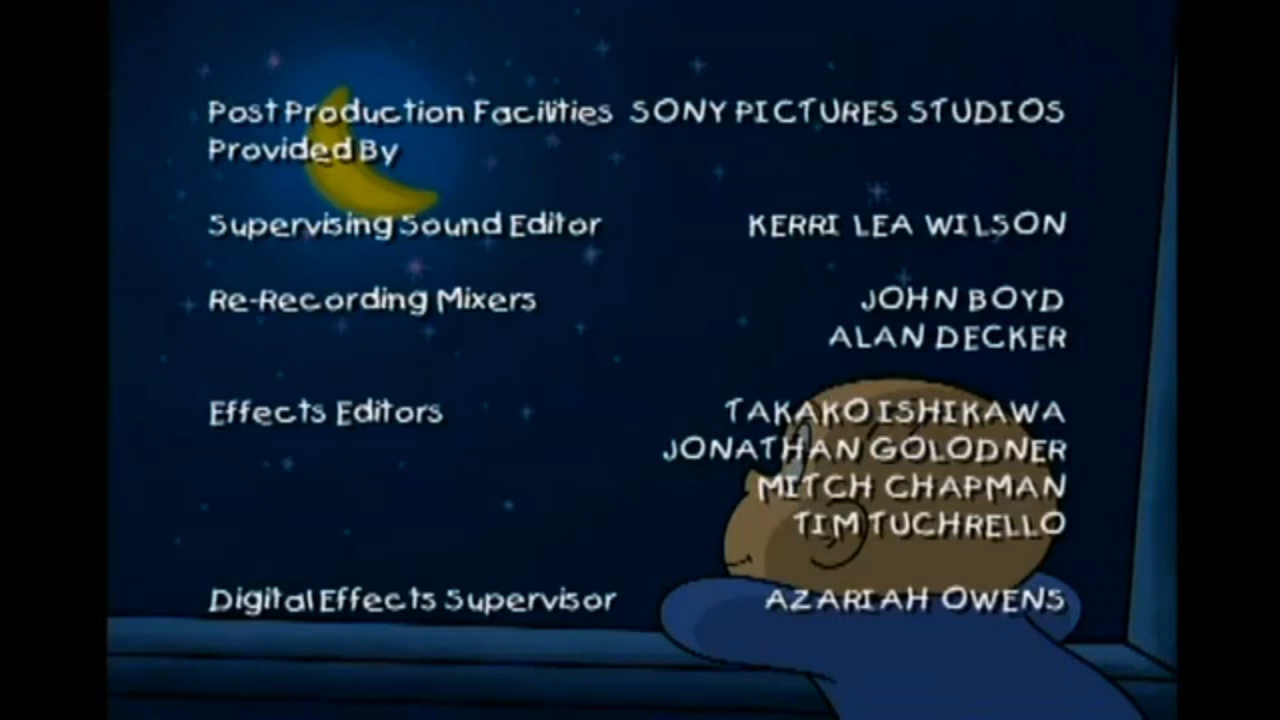 Post Production Facilities SONY PICTURES STUDIOS
Provided By
Supervising Sound Editor KERRI LEA WILSON
Re-Recording Mixers JOHN BOYD
ALAN DECKER
Effects Editors TAKAKO ISHIKAWA
JONATHAN GOLODNER
MITCH CHAPMAN
TIM TUCHRELLO
Digital Effects Supervisor AZARIAH OWENS